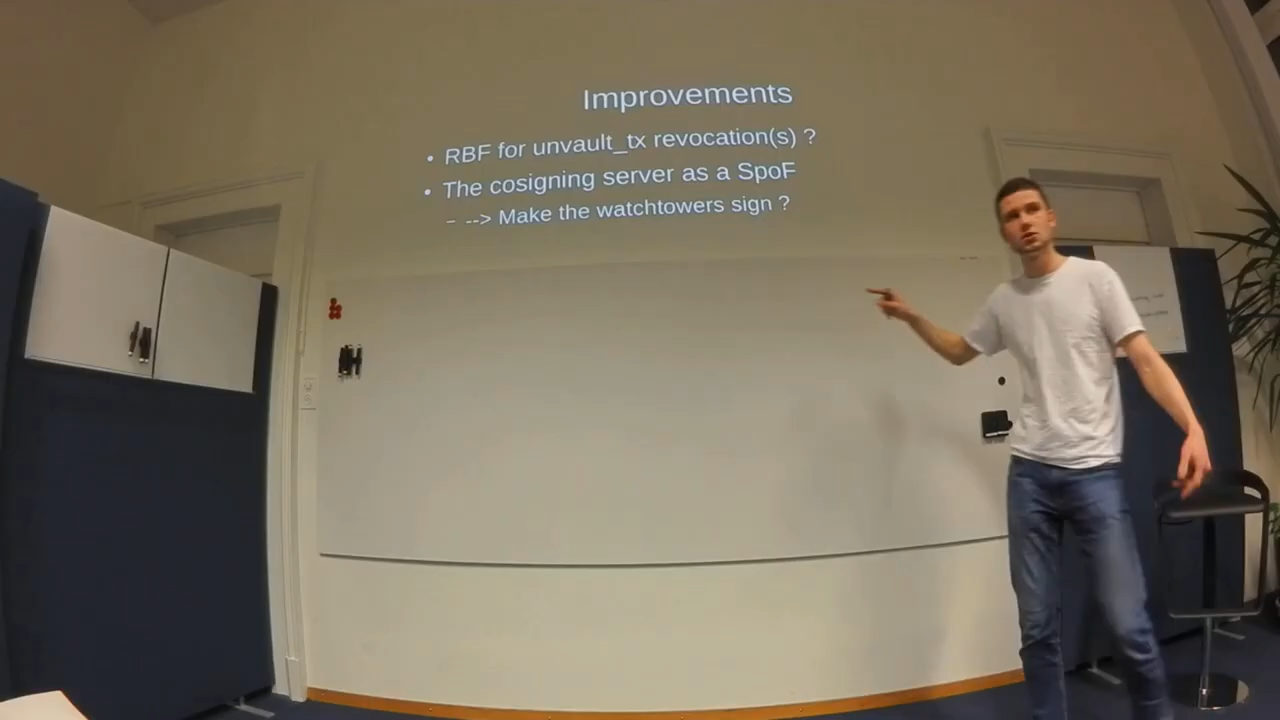 Improvements
• RBF for unvault_tx revocation(s) ?
• The cosigning server as a SpoF
– --> Make the watchtowers sign ?